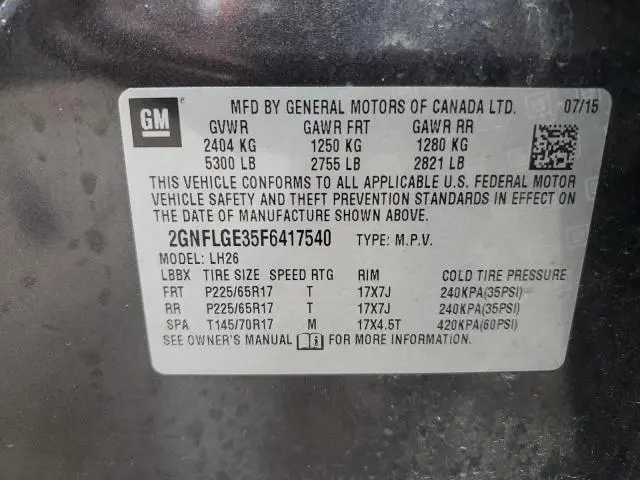 GM
MFD BY GENERAL MOTORS OF CANADA LTD. 07/15
GVWR GAWR FRT GAWR RR
2404 KG 1250 KG 1280 KG
5300 LB 2755 LB 2821 LB
THIS VEHICLE CONFORMS TO ALL APPLICABLE U.S. FEDERAL MOTOR
VEHICLE SAFETY AND THEFT PREVENTION STANDARDS IN EFFECT ON
THE DATE OF MANUFACTURE SHOWN ABOVE.
2GNFLGE35F6417540 TYPE: M.P.V.
MODEL: LH26
LBBX TIRE SIZE SPEED RTG RIM COLD TIRE PRESSURE
FRT P225/65R17 T 17X7J 240KPA(35PSI)
RR P225/65R17 T 17X7J 240KPA(35PSI)
SPA T145/70R17 M 17X4.5T 420KPA(60PSI)
SEE OWNER'S MANUAL FOR MORE INFORMATION.